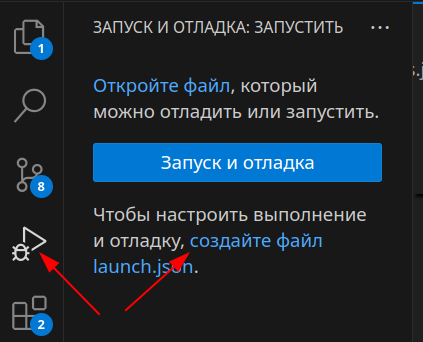 ЗАПУСК И ОТЛАДКА: ЗАПУСТИТЬ
1
Откройте файл, который
можно отладить или запустить.
Запуск и отладка
8
Чтобы настроить выполнение
и отладку, создайте файл
launch.json.
2